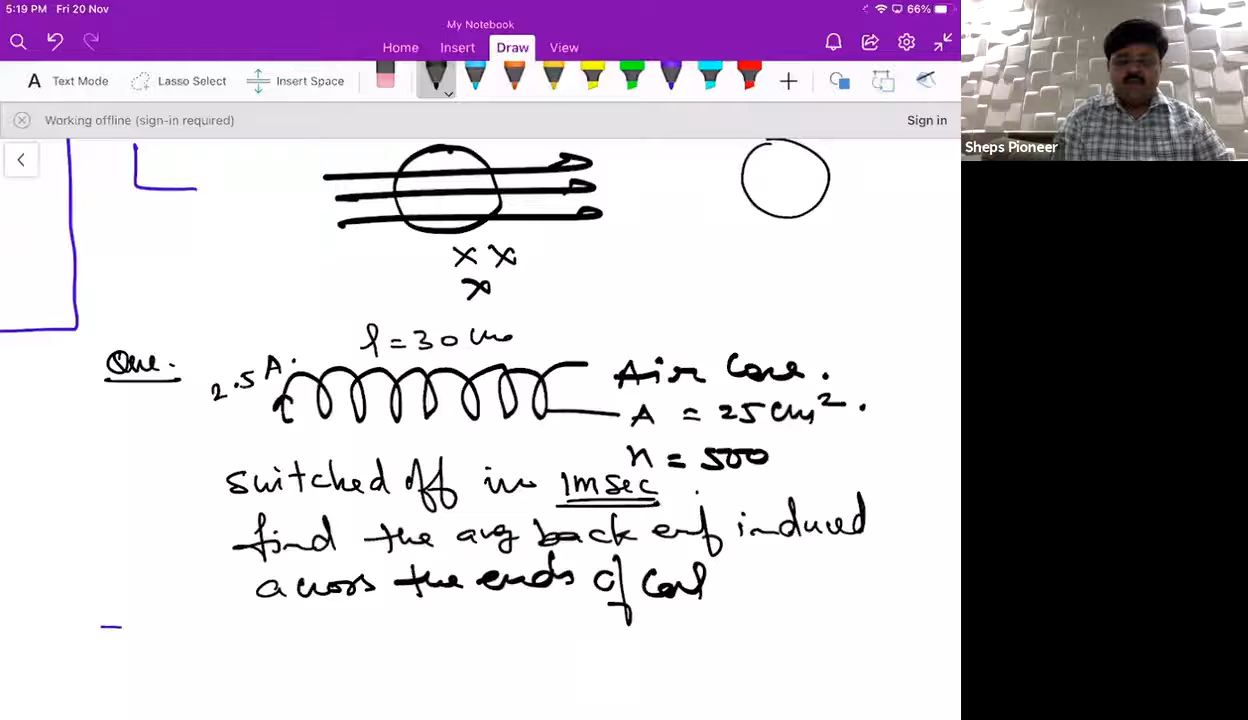 5:19 PM Fri 20 Nov
66%
My Notebook
Home Insert Draw View
A Text Mode Lasso Select Insert Space
Working offline (sign-in required) Sign in
Sheps Pioneer
x x
x
l = 30 cm
Que. 2.5 A Air Core.
A = 25 cm².
n = 500
switched off in 1msec
find the avg back emf induced
across the ends of coil